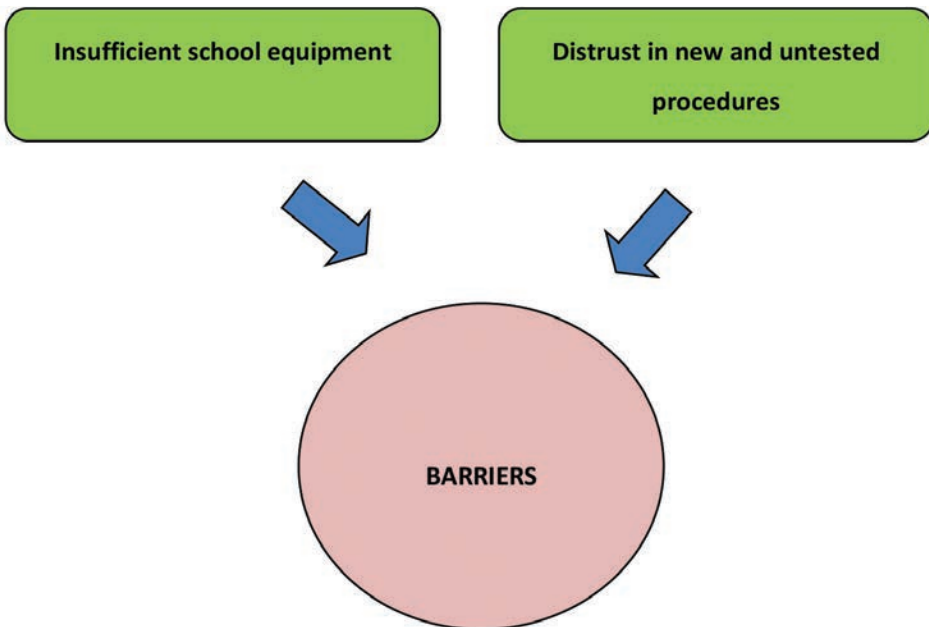 Insufficient school equipment
Distrust in new and untested
procedures
BARRIERS